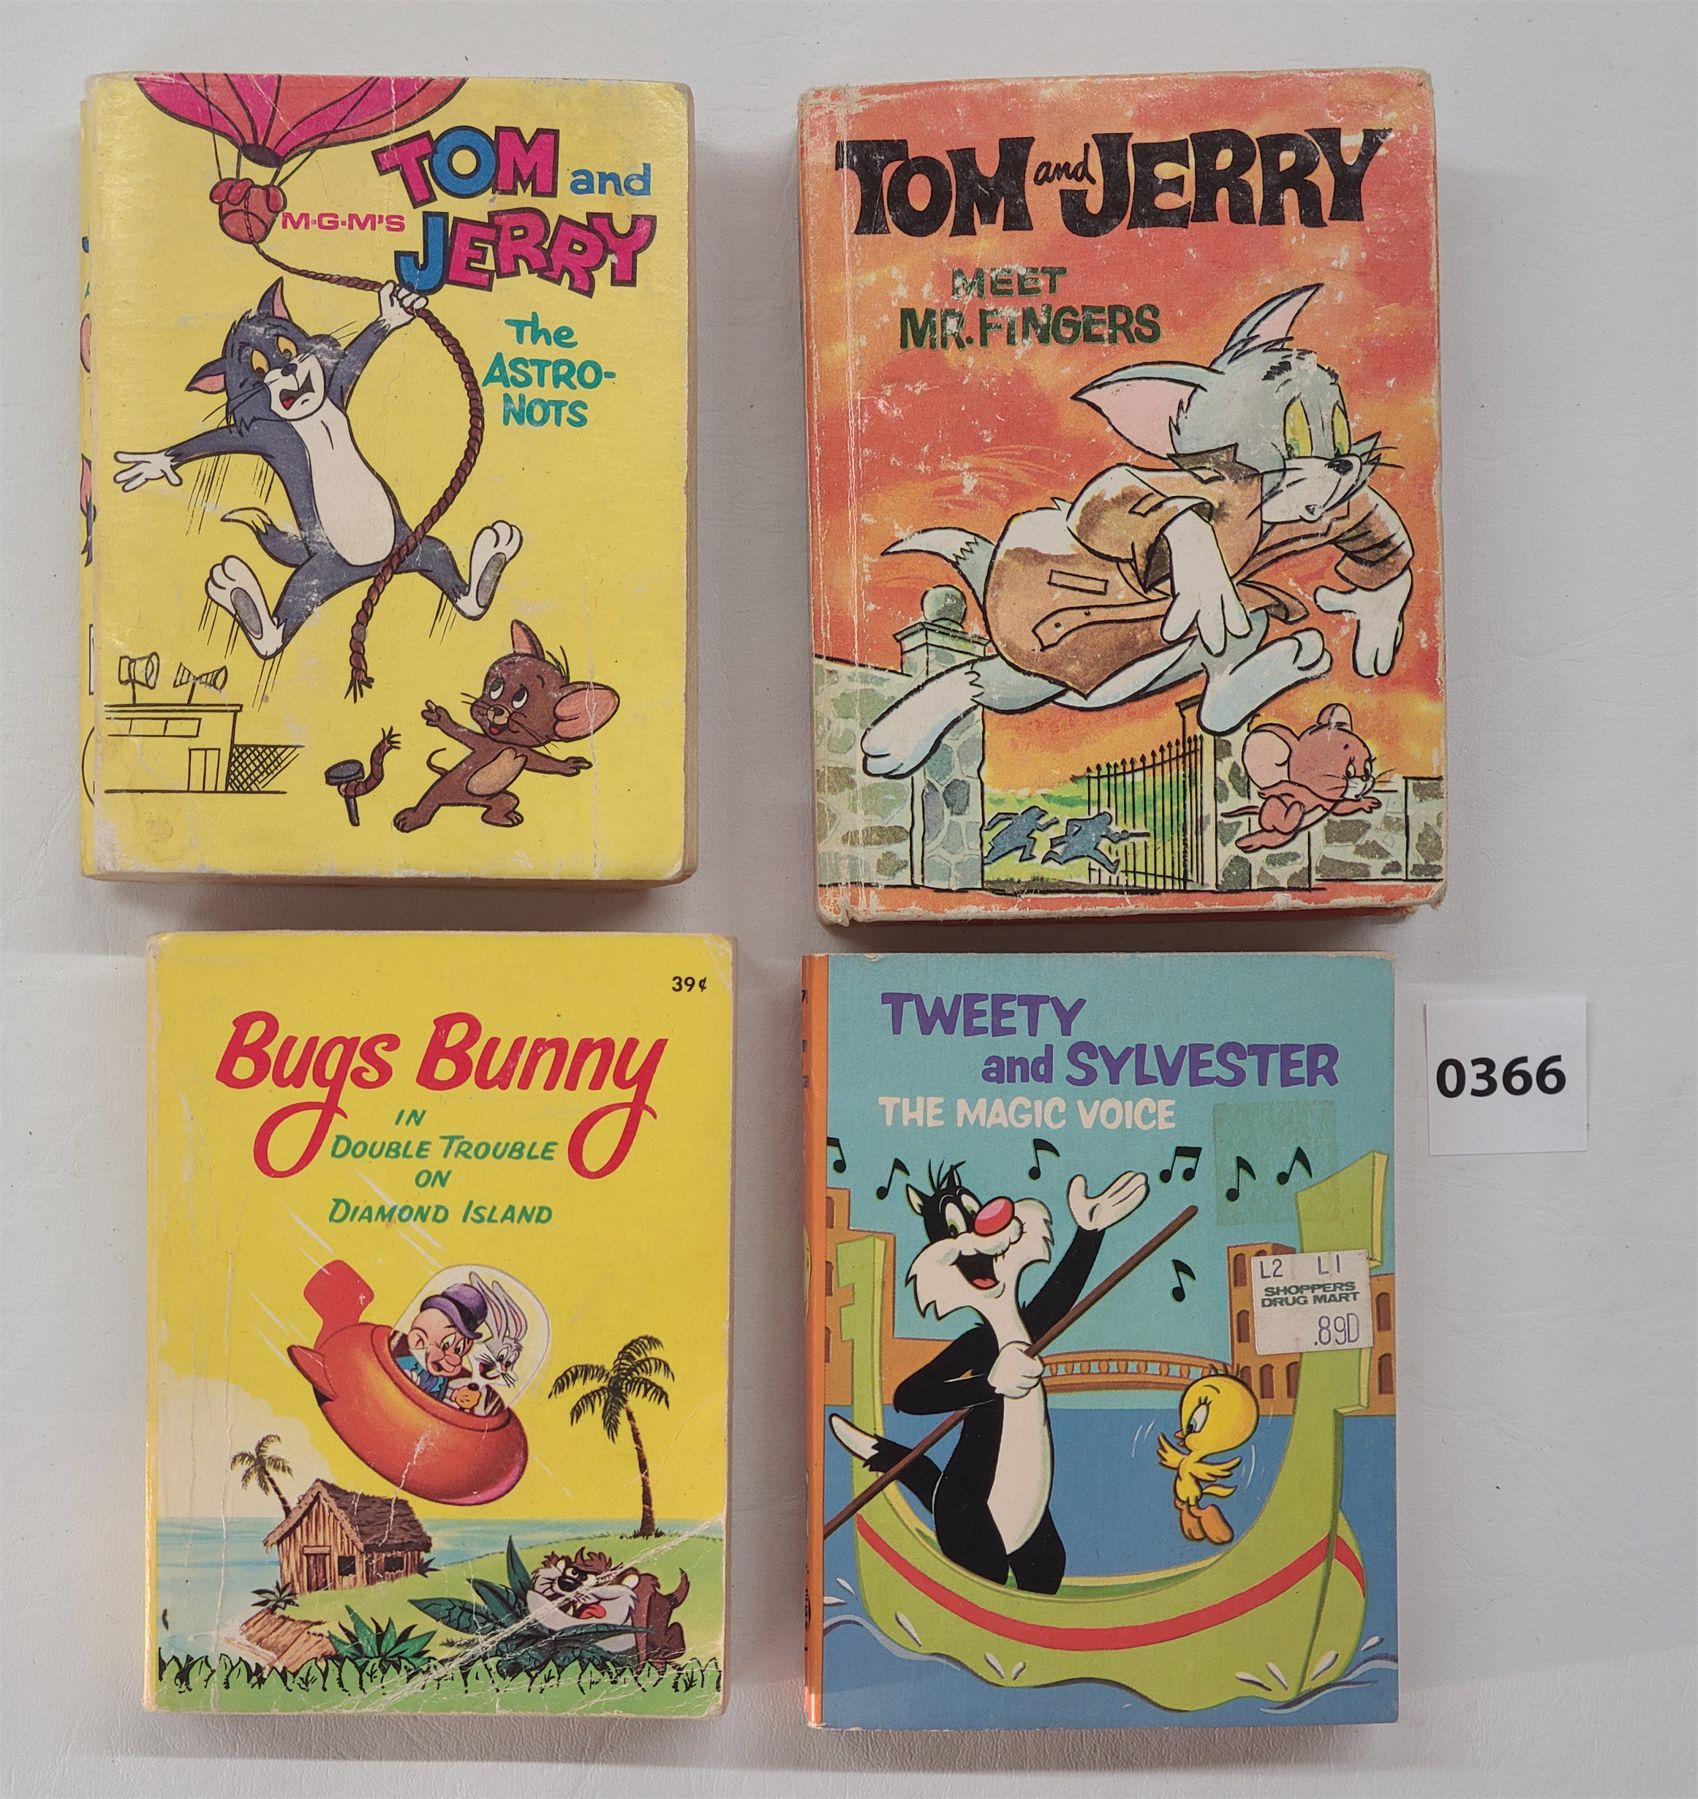 TOM and
M•G•M'S JERRY
The
ASTRO-
NOTS
TOM and JERRY
MEET
MR. FINGERS
39¢
Bugs Bunny
IN
DOUBLE TROUBLE
ON
DIAMOND ISLAND
TWEETY
and SYLVESTER
THE MAGIC VOICE
L2 L1
SHOPPERS
DRUG MART
.89D
0366